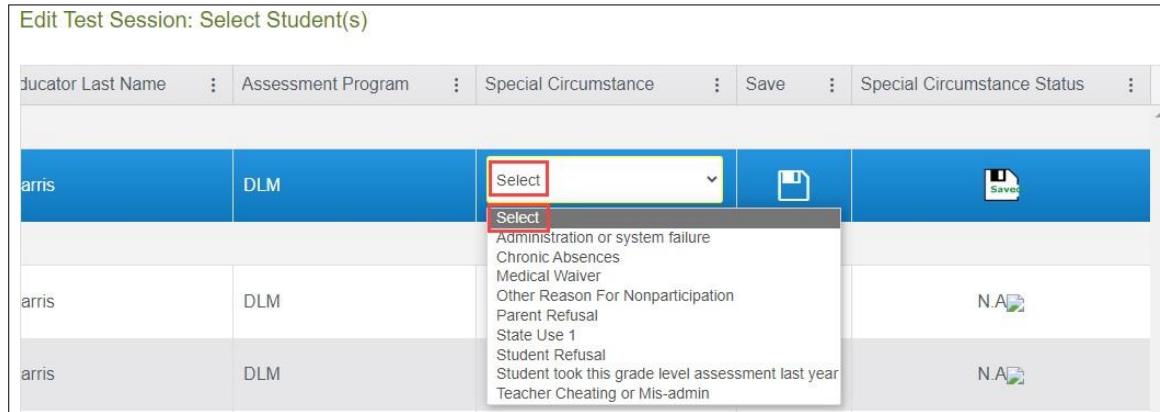 Edit Test Session: Select Student(s)
ducator Last Name Assessment Program Special Circumstance Save Special Circumstance Status
arris DLM Select Saved
Select
Administration or system failure
Chronic Absences
Medical Waiver
Other Reason For Nonparticipation
Parent Refusal
State Use 1
Student Refusal
Student took this grade level assessment last year
Teacher Cheating or Mis-admin
arris DLM N.A
arris DLM N.A